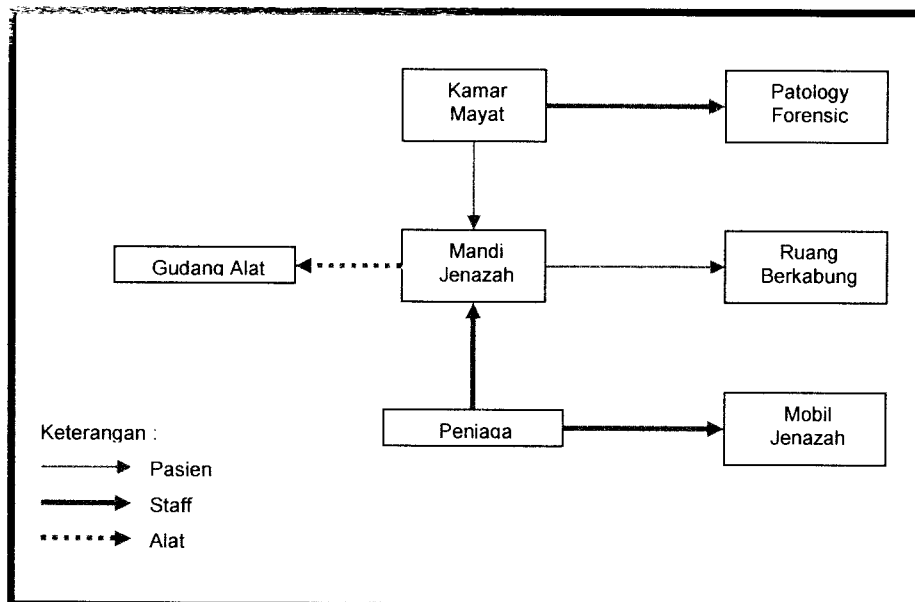 Kamar
Mayat
Patology
Forensic
Gudang Alat
Mandi
Jenazah
Ruang
Berkabung
Penjaga
Mobil
Jenazah
Keterangan :
Pasien
Staff
Alat